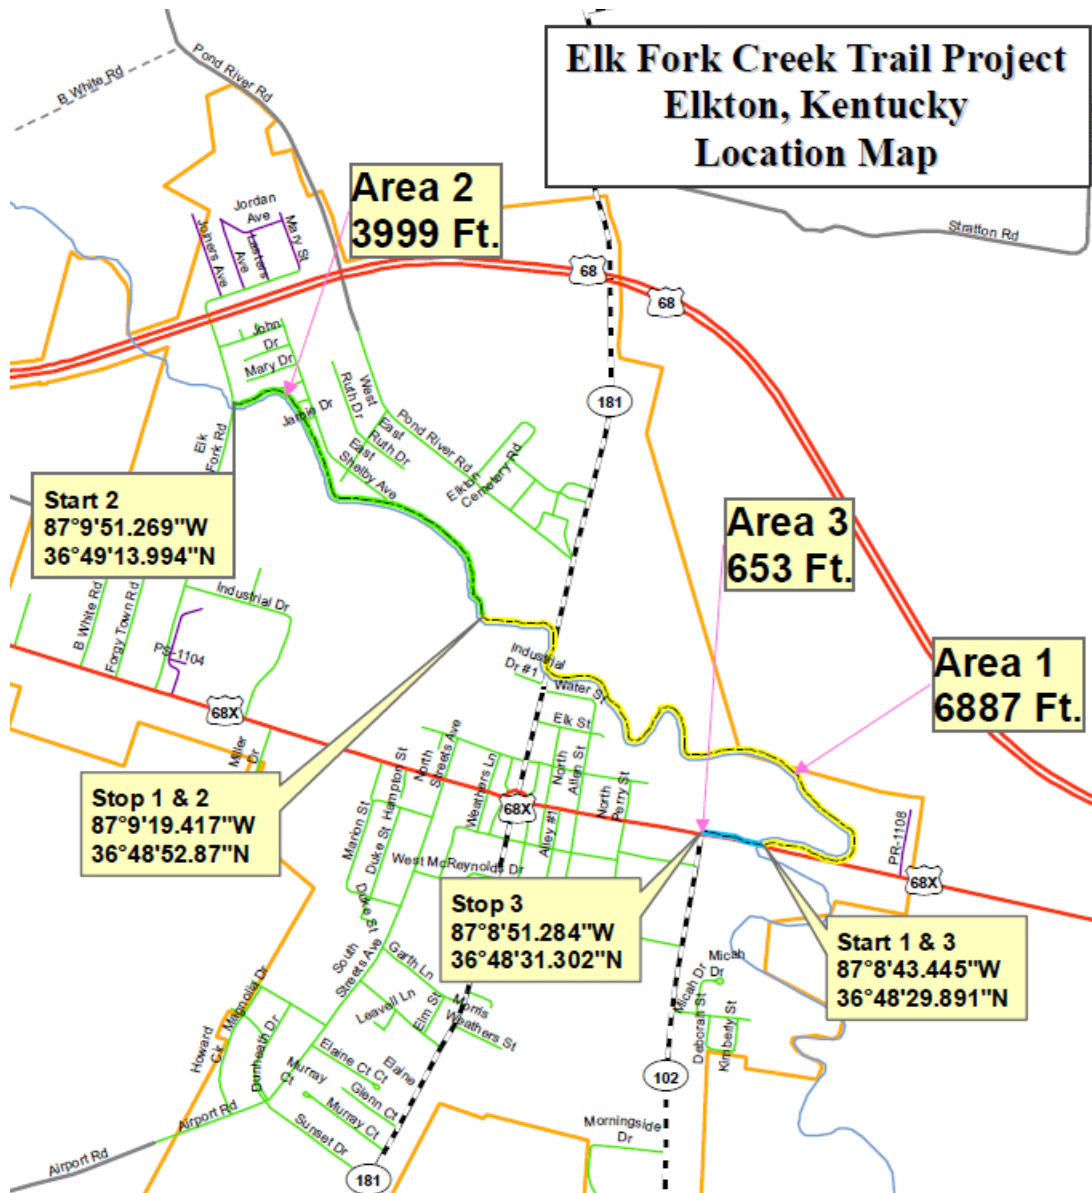 Elk Fork Creek Trail Project
Elkton, Kentucky
Location Map
B White Rd
Pond River Rd
Stratton Rd
Area 2
3999 Ft.
Jordan
Ave
Joiners Ave
Ave
Mary St
68
68
John
Dr
Mary Dr
Jamie Dr
181
West
Ruth Dr
East
Ruth Dr
East
Shelby Ave
Pond River Rd
Elkton
Cemetery Rd
Elk
Fork Rd
Start 2
87°9'51.269"W
36°49'13.994"N
Area 3
653 Ft.
Industrial Dr
B White Rd
Forgy Town Rd
PS-1104
Industrial
Dr #1
Water St
Area 1
6887 Ft.
68X
Elk St
Miller
Dr
Stop 1 & 2
87°9'19.417"W
36°48'52.87"N
Marion St
Hampton St
Duke St
North
Streets Ave
Weathers Ln
68X
North
Allen St
Alley #1
North
Perry St
PR-1108
West McReynolds Dr
68X
Duke St
Stop 3
87°8'51.284"W
36°48'31.302"N
Start 1 & 3
87°8'43.445"W
36°48'29.891"N
South
Streets Ave
Garth Ln
Leavell Ln
Elm St
Morris
Weathers St
Micah
Dr
Micah Dr
Deborah St
Kimberly St
Magnolia Dr
Howard
Ck
Dunheath Dr
Elaine Ct
Elaine
Ct
Murray
Ct
Glenn Ct
Murray Ct
Sunset Dr
102
Airport Rd
Airport Rd
Morningside
Dr
181